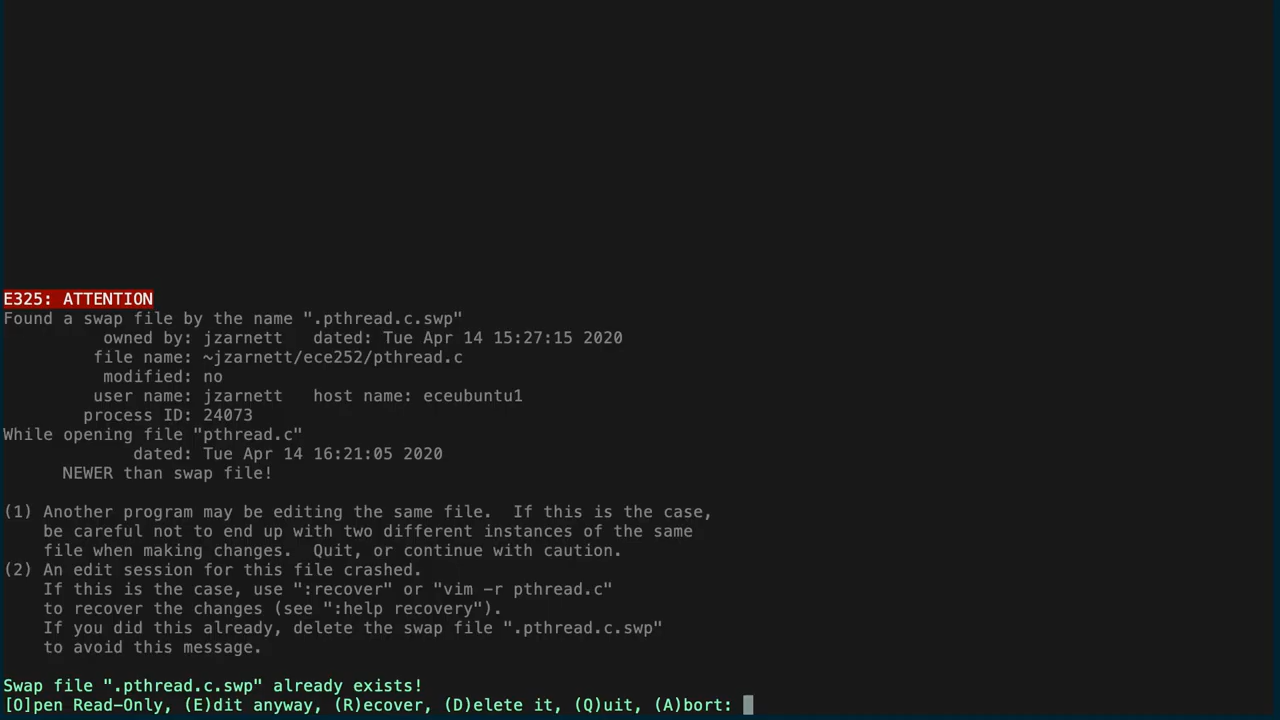 E325: ATTENTION
Found a swap file by the name ".pthread.c.swp"
owned by: jzarnett   dated: Tue Apr 14 15:27:15 2020
file name: ~jzarnett/ece252/pthread.c
modified: no
user name: jzarnett   host name: eceubuntu1
process ID: 24073
While opening file "pthread.c"
dated: Tue Apr 14 16:21:05 2020
NEWER than swap file!
(1) Another program may be editing the same file.  If this is the case,
be careful not to end up with two different instances of the same
file when making changes.  Quit, or continue with caution.
(2) An edit session for this file crashed.
If this is the case, use ":recover" or "vim -r pthread.c"
to recover the changes (see ":help recovery").
If you did this already, delete the swap file ".pthread.c.swp"
to avoid this message.
Swap file ".pthread.c.swp" already exists!
[O]pen Read-Only, (E)dit anyway, (R)ecover, (D)elete it, (Q)uit, (A)bort: